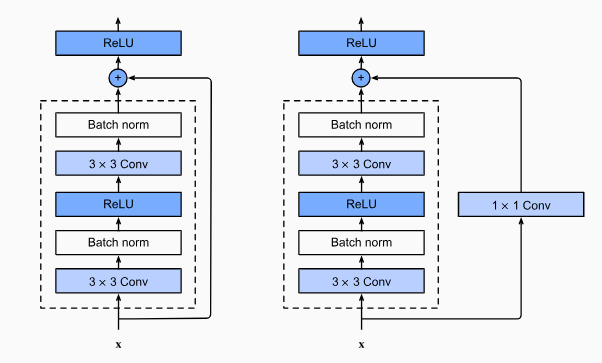 ReLU
+
Batch norm
3 × 3 Conv
ReLU
Batch norm
3 × 3 Conv
x
ReLU
+
Batch norm
3 × 3 Conv
ReLU
Batch norm
3 × 3 Conv
x
1 × 1 Conv